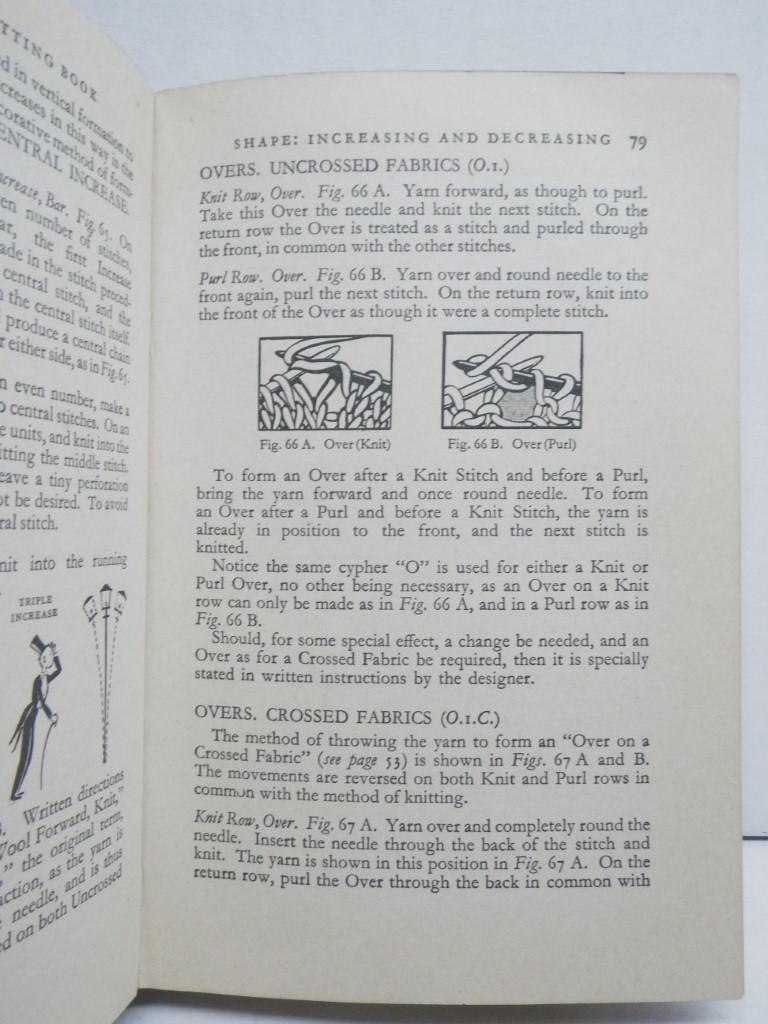 TTING BOOK
d in vertical formation to
creases in this way is the
corative method of form-
ENTRAL INCREASE.
crease, Bar. Fig. 65. On
en number of stitches,
ar, the first Increase
ade in the stitch preced-
central stitch, and the
n the central stitch itself.
produce a central chain
r either side, as in Fig. 65.
n even number, make a
o central stitches. On an
e units, and knit into the
itting the middle stitch.
eave a tiny perforation
ot be desired. To avoid
ral stitch.
nit into the running
TRIPLE
INCREASE
3. Written directions
Wool Forward, Knit,"
," the original term,
action, as the yarn is
e needle, and is thus
ed on both Uncrossed
SHAPE: INCREASING AND DECREASING 79
OVERS. UNCROSSED FABRICS (O.1.)
Knit Row, Over. Fig. 66 A. Yarn forward, as though to purl.
Take this Over the needle and knit the next stitch. On the
return row the Over is treated as a stitch and purled through
the front, in common with the other stitches.
Purl Row. Over. Fig. 66 B. Yarn over and round needle to the
front again, purl the next stitch. On the return row, knit into
the front of the Over as though it were a complete stitch.
Fig. 66 A. Over (Knit)
Fig. 66 B. Over (Purl)
To form an Over after a Knit Stitch and before a Purl,
bring the yarn forward and once round needle. To form
an Over after a Purl and before a Knit Stitch, the yarn is
already in position to the front, and the next stitch is
knitted.
Notice the same cypher "O" is used for either a Knit or
Purl Over, no other being necessary, as an Over on a Knit
row can only be made as in Fig. 66 A, and in a Purl row as in
Fig. 66 B.
Should, for some special effect, a change be needed, and an
Over as for a Crossed Fabric be required, then it is specially
stated in written instructions by the designer.
OVERS. CROSSED FABRICS (O.1.C.)
The method of throwing the yarn to form an "Over on a
Crossed Fabric" (see page 53) is shown in Figs. 67 A and B.
The movements are reversed on both Knit and Purl rows in
common with the method of knitting.
Knit Row, Over. Fig. 67 A. Yarn over and completely round the
needle. Insert the needle through the back of the stitch and
knit. The yarn is shown in this position in Fig. 67 A. On the
return row, purl the Over through the back in common with